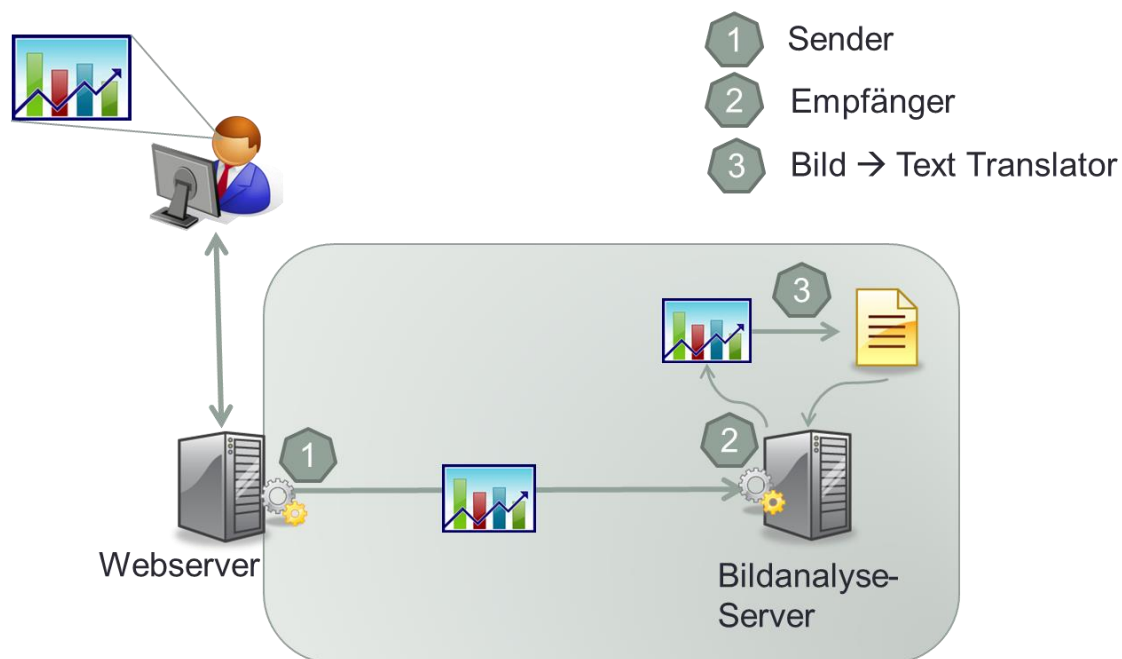 1 Sender
2 Empfänger
3 Bild → Text Translator
3
2
1
Webserver
Bildanalyse-
Server